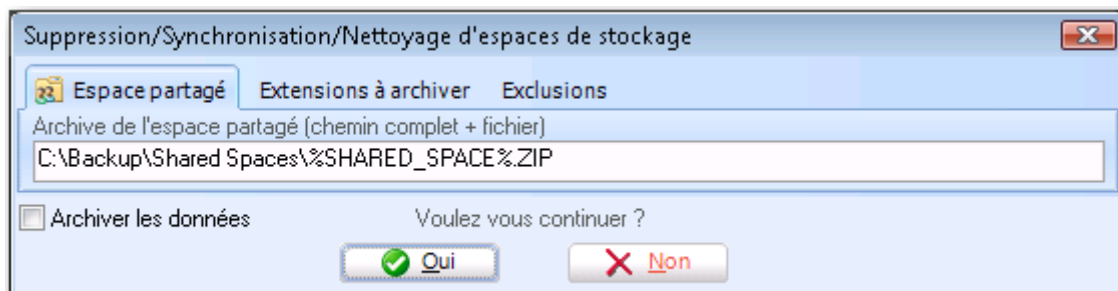 Suppression/Synchronisation/Nettoyage d'espaces de stockage
Espace partagé Extensions à archiver Exclusions
Archive de l'espace partagé (chemin complet + fichier)
C:\Backup\Shared Spaces\%SHARED_SPACE%.ZIP
Archiver les données Voulez vous continuer ?
Oui Non